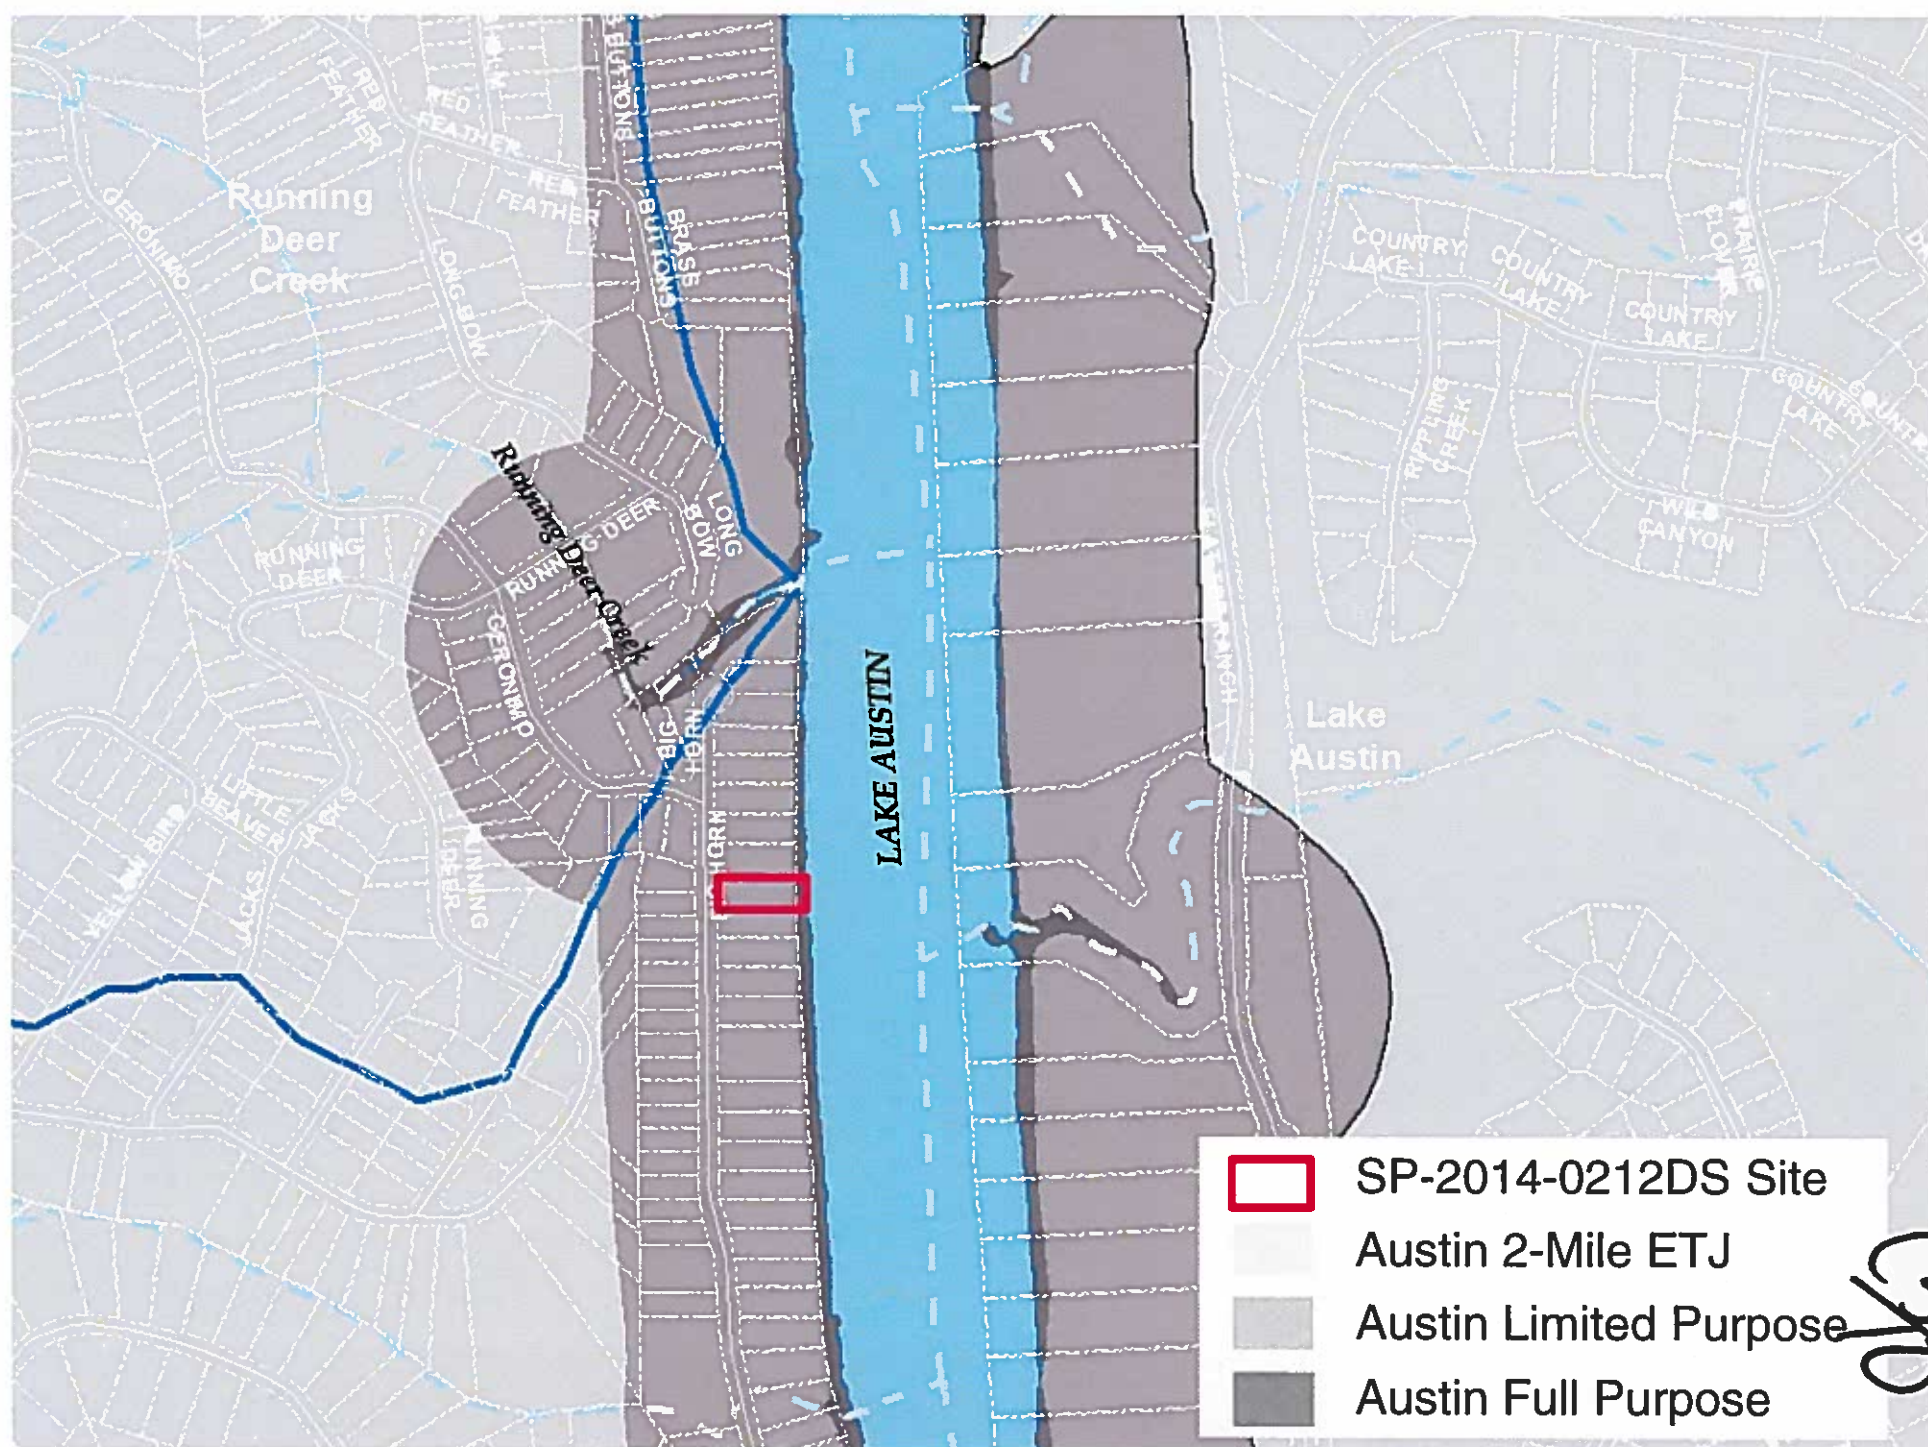 BUTTONS
RED
FEATHER
RED
FEATHER
RED
FEATHER
Running
Deer
Creek
GERONIMO
LONG BOW
BRASS
BUTTONS
PRAIRIE
CLOVER
COUNTRY
LAKE
COUNTRY
LAKE
COUNTRY
LAKE
COUNTRY
LAKE
RIPPLING
CREEK
WILD
CANYON
Running Deer Creek
RUNNING DEER
LONG
BOW
RUNNING
DEER
GERONIMO
BIG
HORN
LAKE AUSTIN
Lake
Austin
LITTLE
BEAVER
JACKS
YELLOW BIRD
JACKS
RUNNING
DEER
HORN
SP-2014-0212DS Site
Austin 2-Mile ETJ
Austin Limited Purpose
Austin Full Purpose